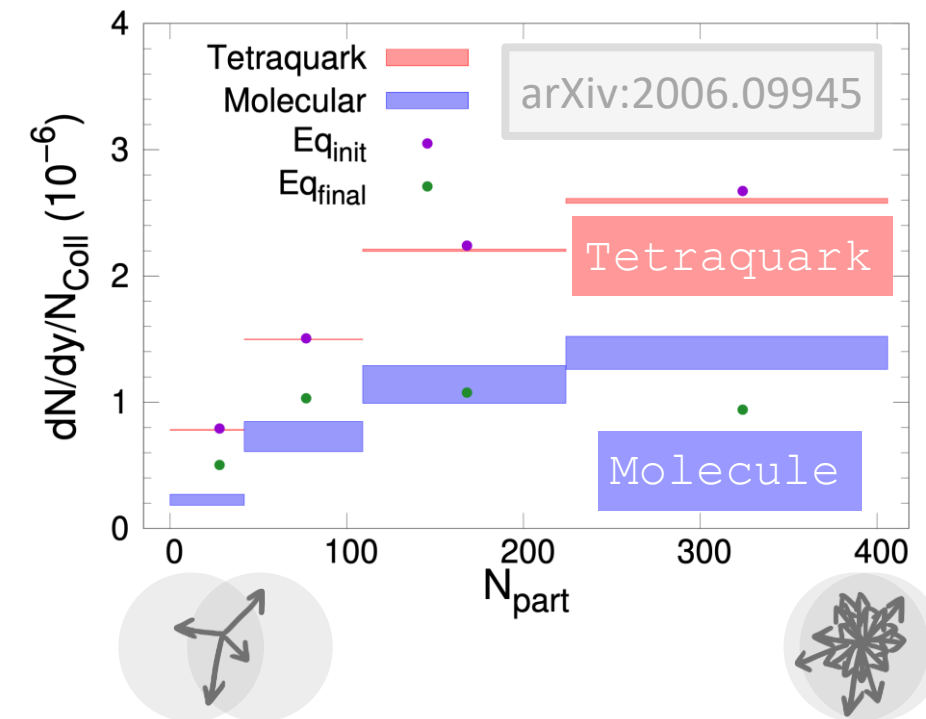 4
Tetraquark
Molecular
Eq_init
Eq_final
arXiv:2006.09945
3
2
1
0
dN/dy/N_Coll (10^-6)
Tetraquark
Molecule
0 100 200 300 400
N_part